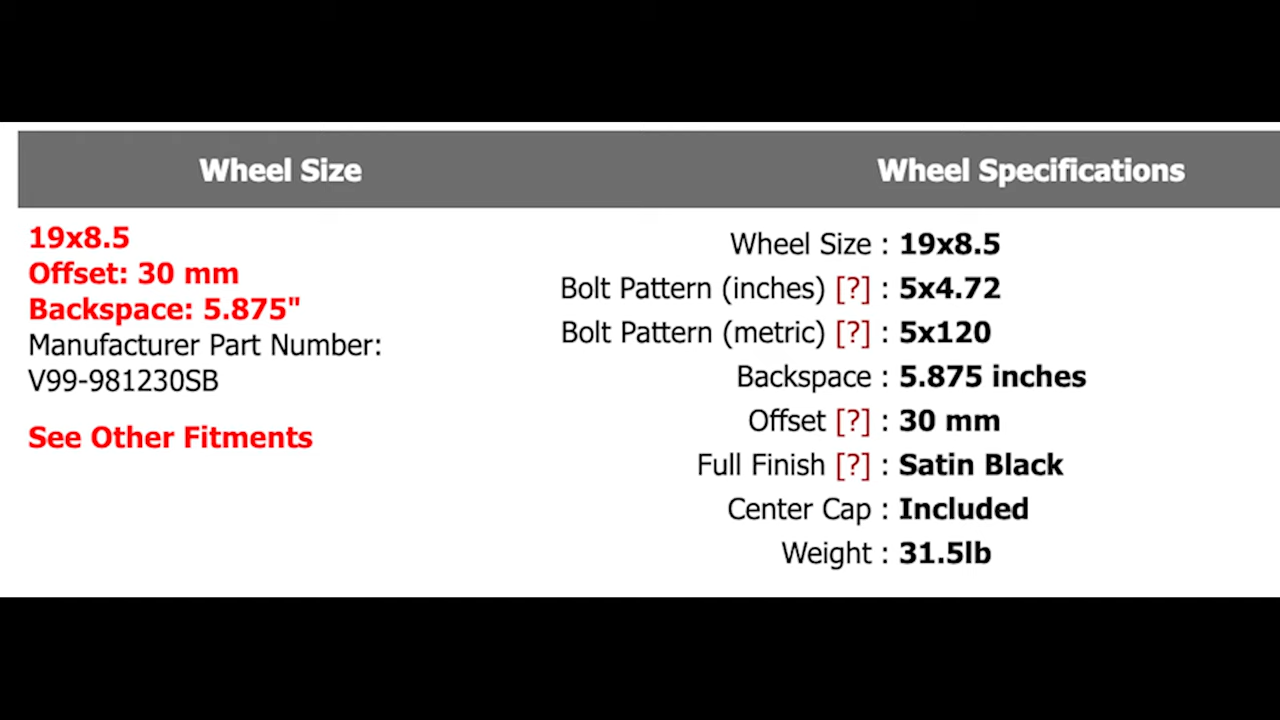 Wheel Size
Wheel Specifications
19x8.5
Offset: 30 mm
Backspace: 5.875"
Manufacturer Part Number:
V99-981230SB
See Other Fitments
Wheel Size : 19x8.5
Bolt Pattern (inches) [?] : 5x4.72
Bolt Pattern (metric) [?] : 5x120
Backspace : 5.875 inches
Offset [?] : 30 mm
Full Finish [?] : Satin Black
Center Cap : Included
Weight : 31.5lb